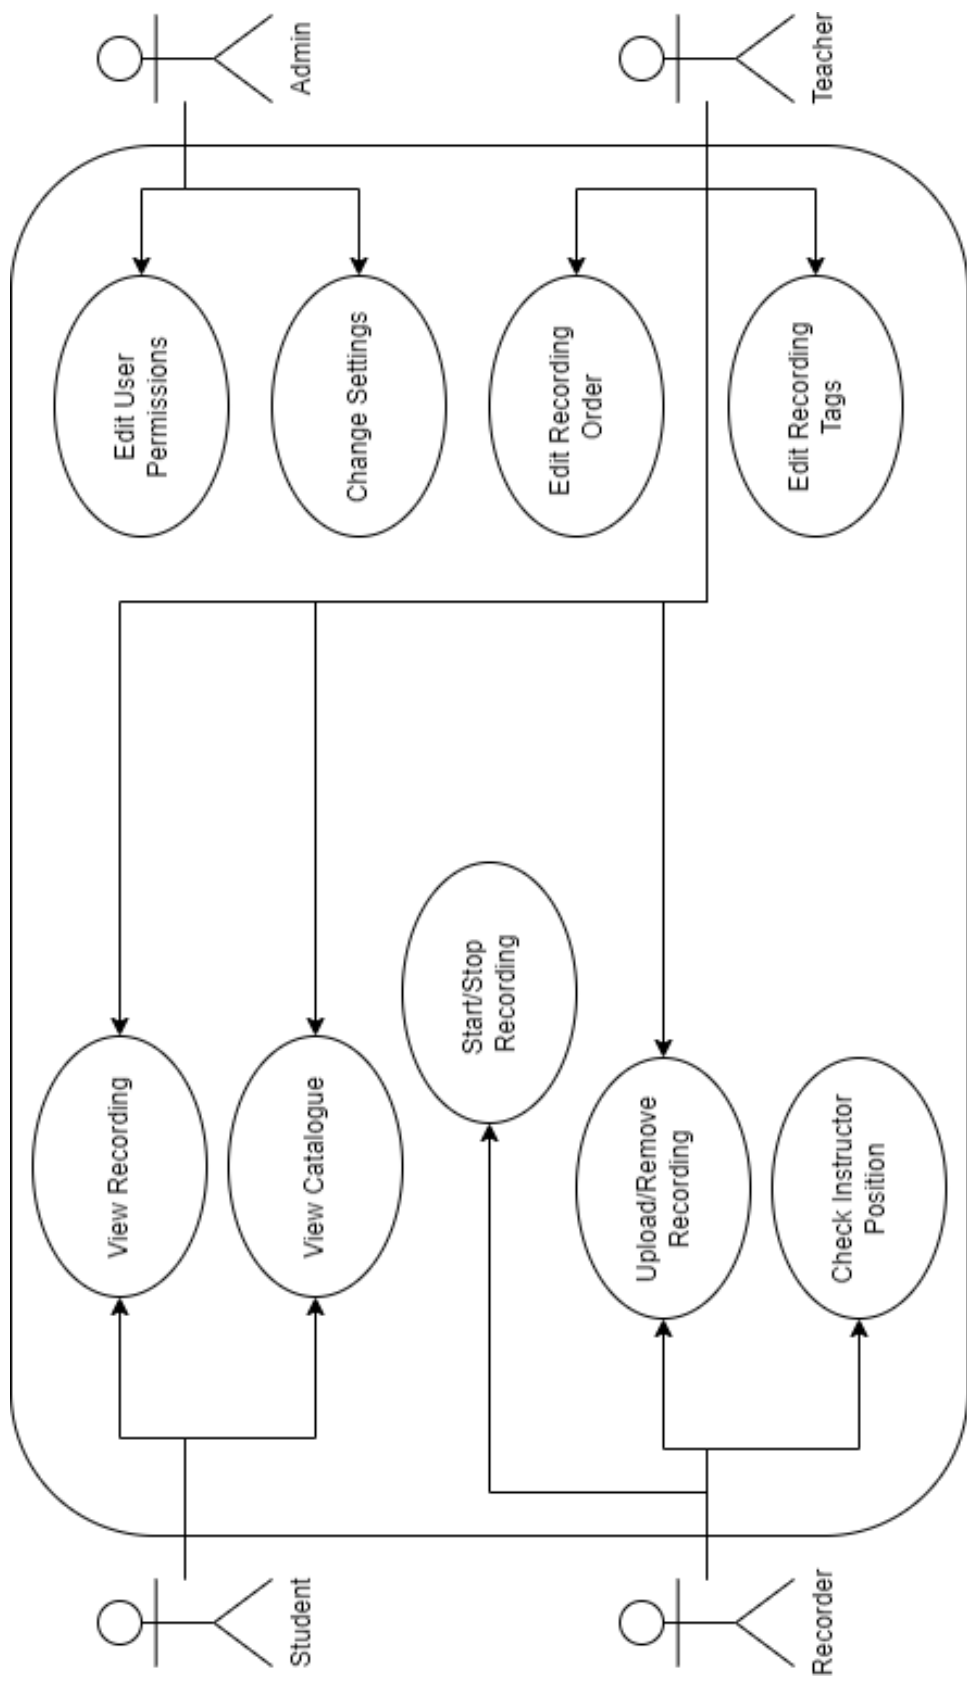 Student
Admin
View Recording
Edit User
Permissions
View Catalogue
Change Settings
Start/Stop
Recording
Edit Recording
Order
Upload/Remove
Recording
Edit Recording
Tags
Check Instructor
Position
Recorder
Teacher